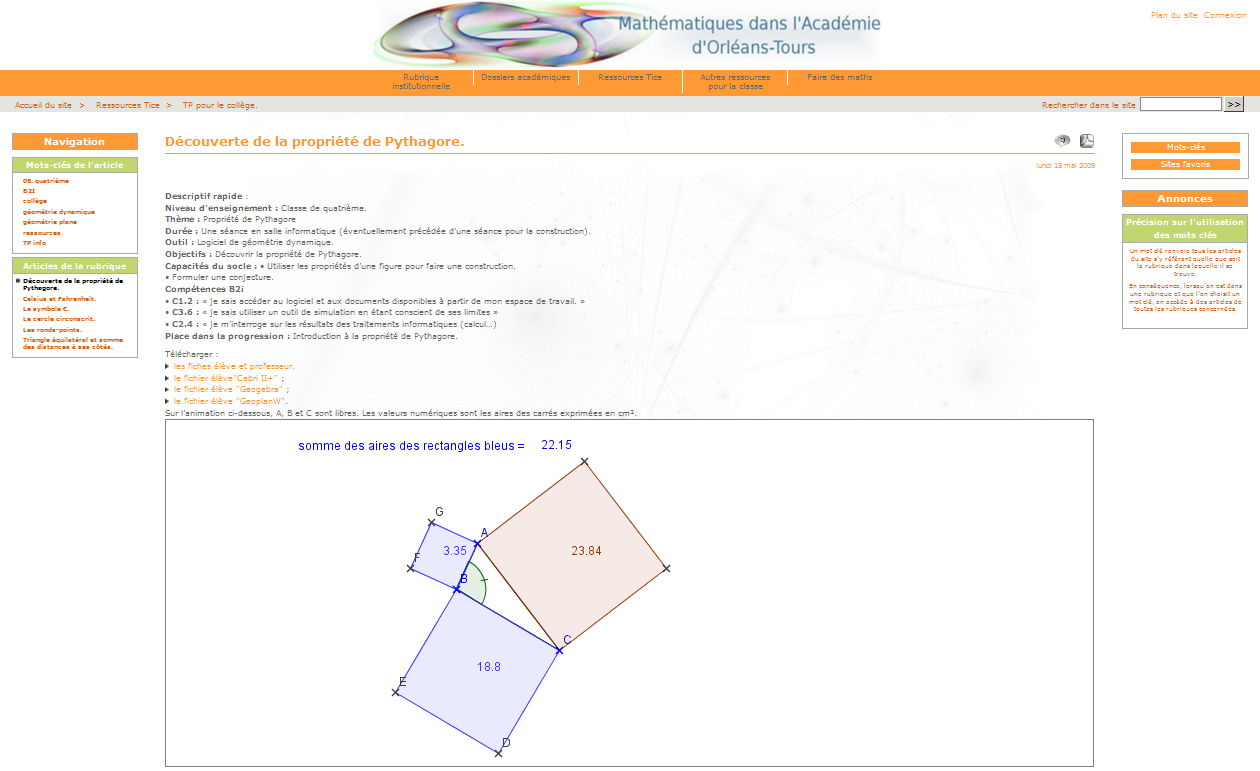 Mathématiques dans l'Académie
d'Orléans-Tours
Plan du site Connexion
Rubrique
institutionnelle
Dossiers académiques
Ressources Tice
Autres ressources
pour la classe
Faire des maths
Accueil du site > Ressources Tice > TP pour le collège.
Rechercher dans le site >>
Navigation
Mots-clés de l'article
05. quatrième
B2I
collège
géométrie dynamique
géométrie plane
ressources
TP info
Articles de la rubrique
Découverte de la propriété de
Pythagore.
Celsius et Fahrenheit.
Le symbole €.
Le cercle circonscrit.
Les ronds-points.
Triangle équilatéral et somme
des distances à ses côtés.
Découverte de la propriété de Pythagore.
lundi 18 mai 2009
Descriptif rapide :
Niveau d'enseignement : Classe de quatrième.
Thème : Propriété de Pythagore
Durée : Une séance en salle informatique (éventuellement précédée d'une séance pour la construction).
Outil : Logiciel de géométrie dynamique.
Objectifs : Découvrir la propriété de Pythagore.
Capacités du socle : • Utiliser les propriétés d'une figure pour faire une construction.
• Formuler une conjecture.
Compétences B2i
• C1.2 : « je sais accéder au logiciel et aux documents disponibles à partir de mon espace de travail. »
• C3.6 : « je sais utiliser un outil de simulation en étant conscient de ses limites »
• C2.4 : « je m'interroge sur les résultats des traitements informatiques (calcul...)
Place dans la progression : Introduction à la propriété de Pythagore.
Télécharger :
les fiches élève et professeur.
le fichier élève"Cabri II+" ;
le fichier élève "Geogebra" ;
le fichier élève "GeoplanW".
Sur l'animation ci-dessous, A, B et C sont libres. Les valeurs numériques sont les aires des carrés exprimées en cm².
somme des aires des rectangles bleus = 22.15
G
A
3.35
23.84
F
B
C
18.8
E
D
Mots-clés
Sites favoris
Annonces
Précision sur l'utilisation
des mots clés
Un mot clé renvoie tous les articles
du site s'y référant quelle que soit
la rubrique dans laquelle il se
trouve.
En conséquence, lorsqu'on est dans
une rubrique et que l'on choisit un
mot clé, on accède à des articles de
toutes les rubriques concernées.